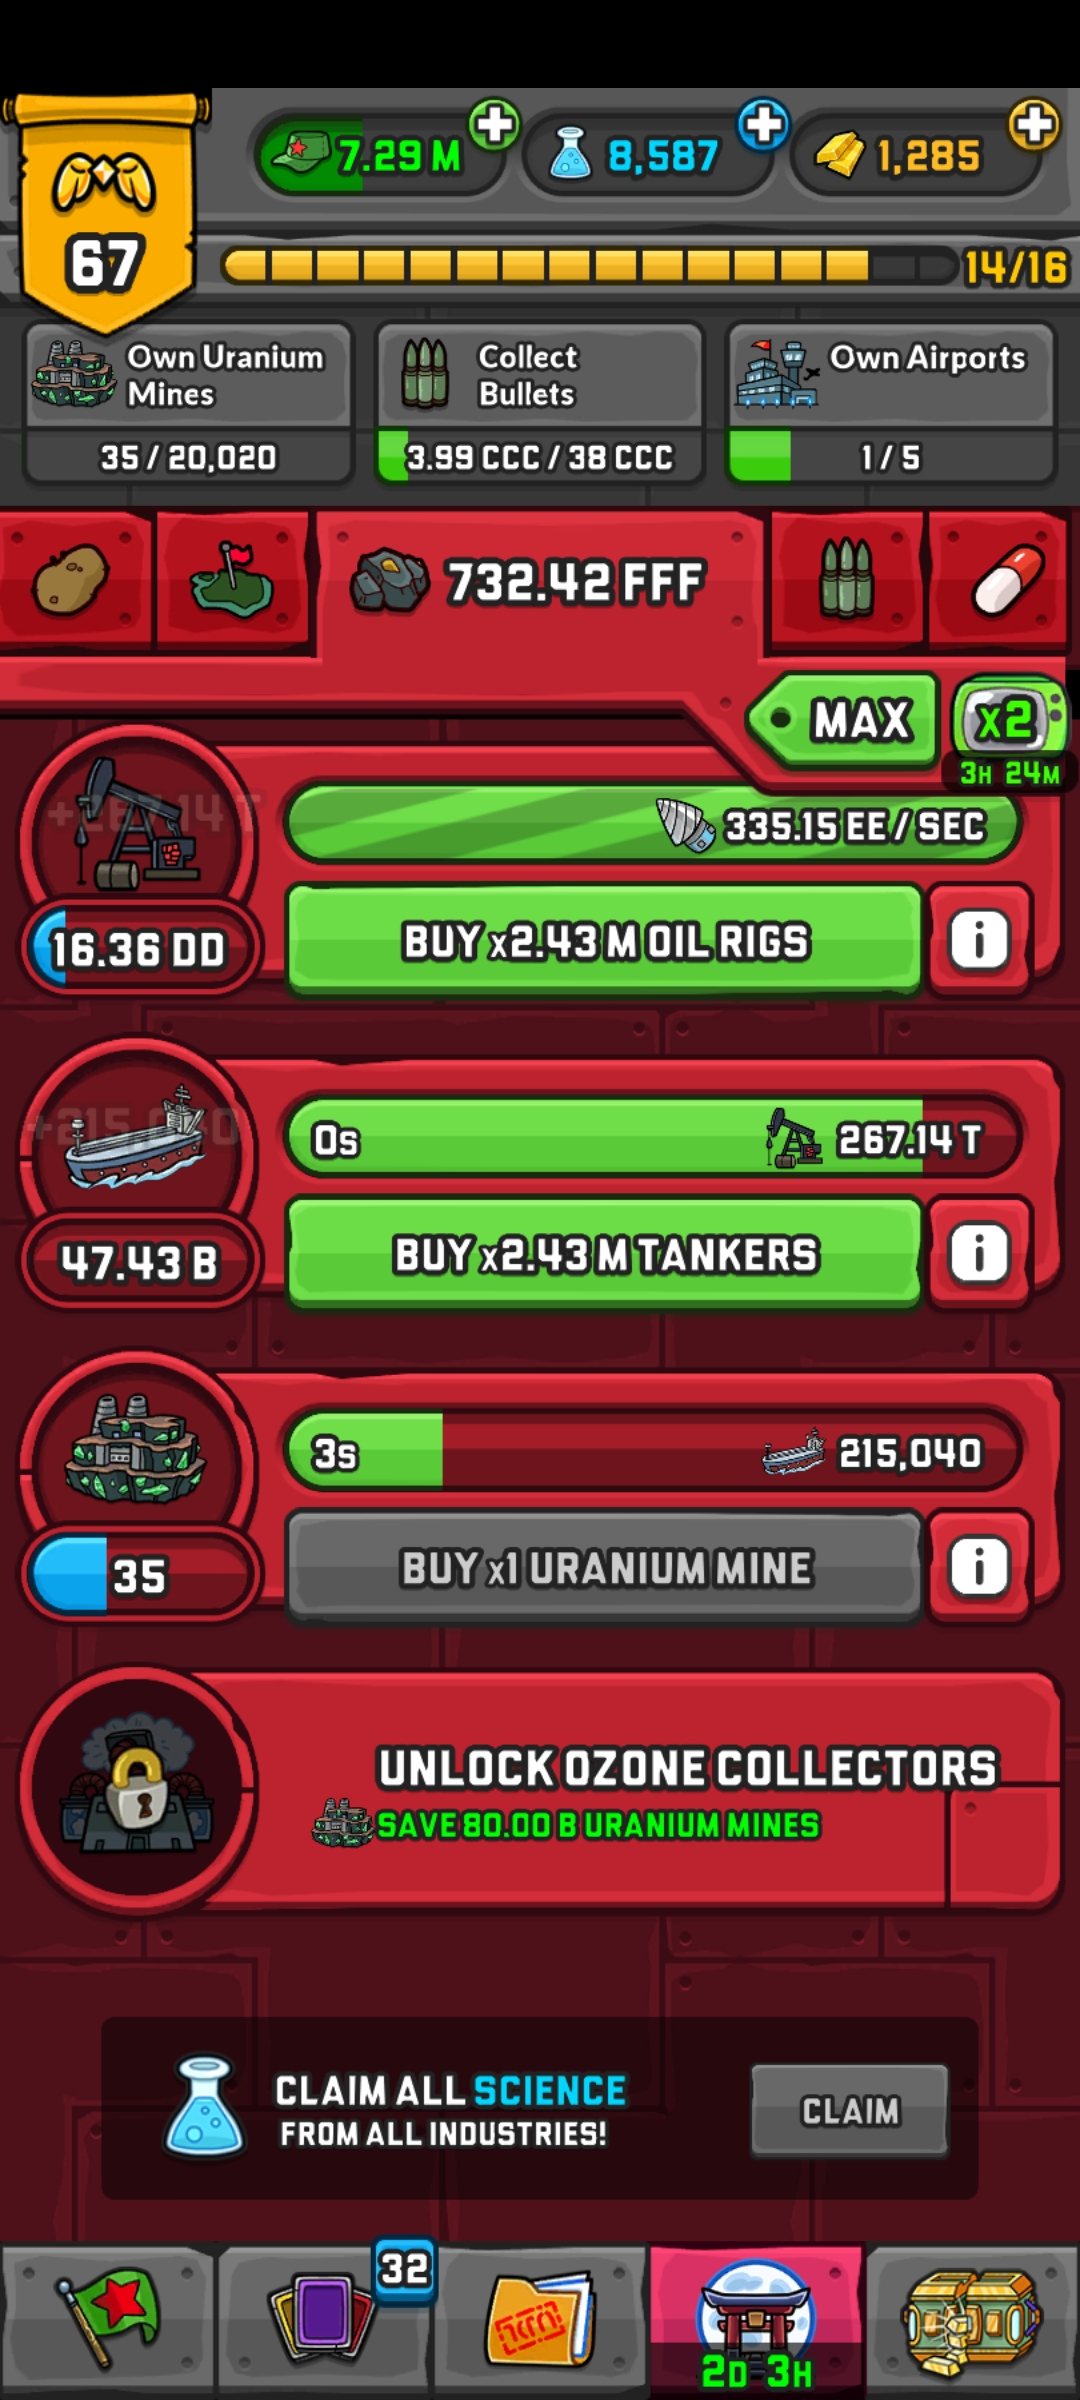 7.29 M
8,587
1,285
67
14/16
Own Uranium
Mines
35 / 20,020
Collect
Bullets
3.99 CCC / 38 CCC
Own Airports
1 / 5
732.42 FFF
MAX
x2
3H 24M
+267.14 T
335.15 EE / SEC
16.36 DD
BUY x2.43 M OIL RIGS
i
+215,040
0s
267.14 T
47.43 B
BUY x2.43 M TANKERS
i
3s
215,040
35
BUY x1 URANIUM MINE
i
UNLOCK OZONE COLLECTORS
SAVE 80.00 B URANIUM MINES
CLAIM ALL SCIENCE
FROM ALL INDUSTRIES!
CLAIM
32
2D 3H